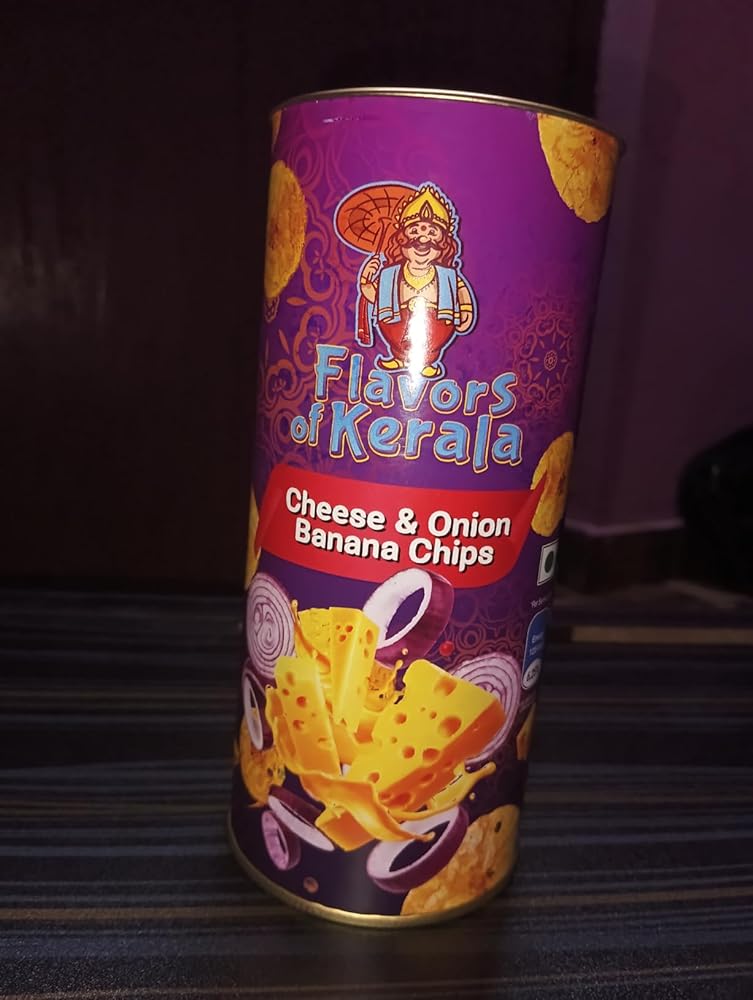 Flavors
of Kerala
Cheese & Onion
Banana Chips